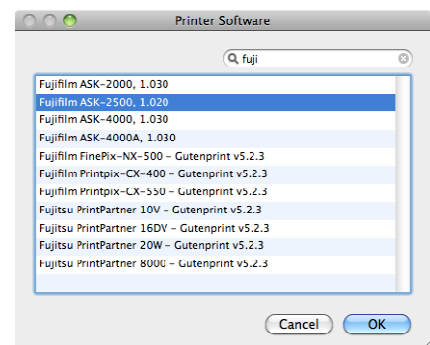 Printer Software
fuji
Fujifilm ASK-2000, 1.030
Fujifilm ASK-2500, 1.020
Fujifilm ASK-4000, 1.030
Fujifilm ASK-4000A, 1.030
Fujifilm FinePix-NX-500 – Gutenprint v5.2.3
Fujifilm Printpix-CX-400 – Gutenprint v5.2.3
Fujifilm Printpix-CX-550 – Gutenprint v5.2.3
Fujitsu PrintPartner 10V – Gutenprint v5.2.3
Fujitsu PrintPartner 16DV – Gutenprint v5.2.3
Fujitsu PrintPartner 20W – Gutenprint v5.2.3
Fujitsu PrintPartner 8000 – Gutenprint v5.2.3
Cancel OK